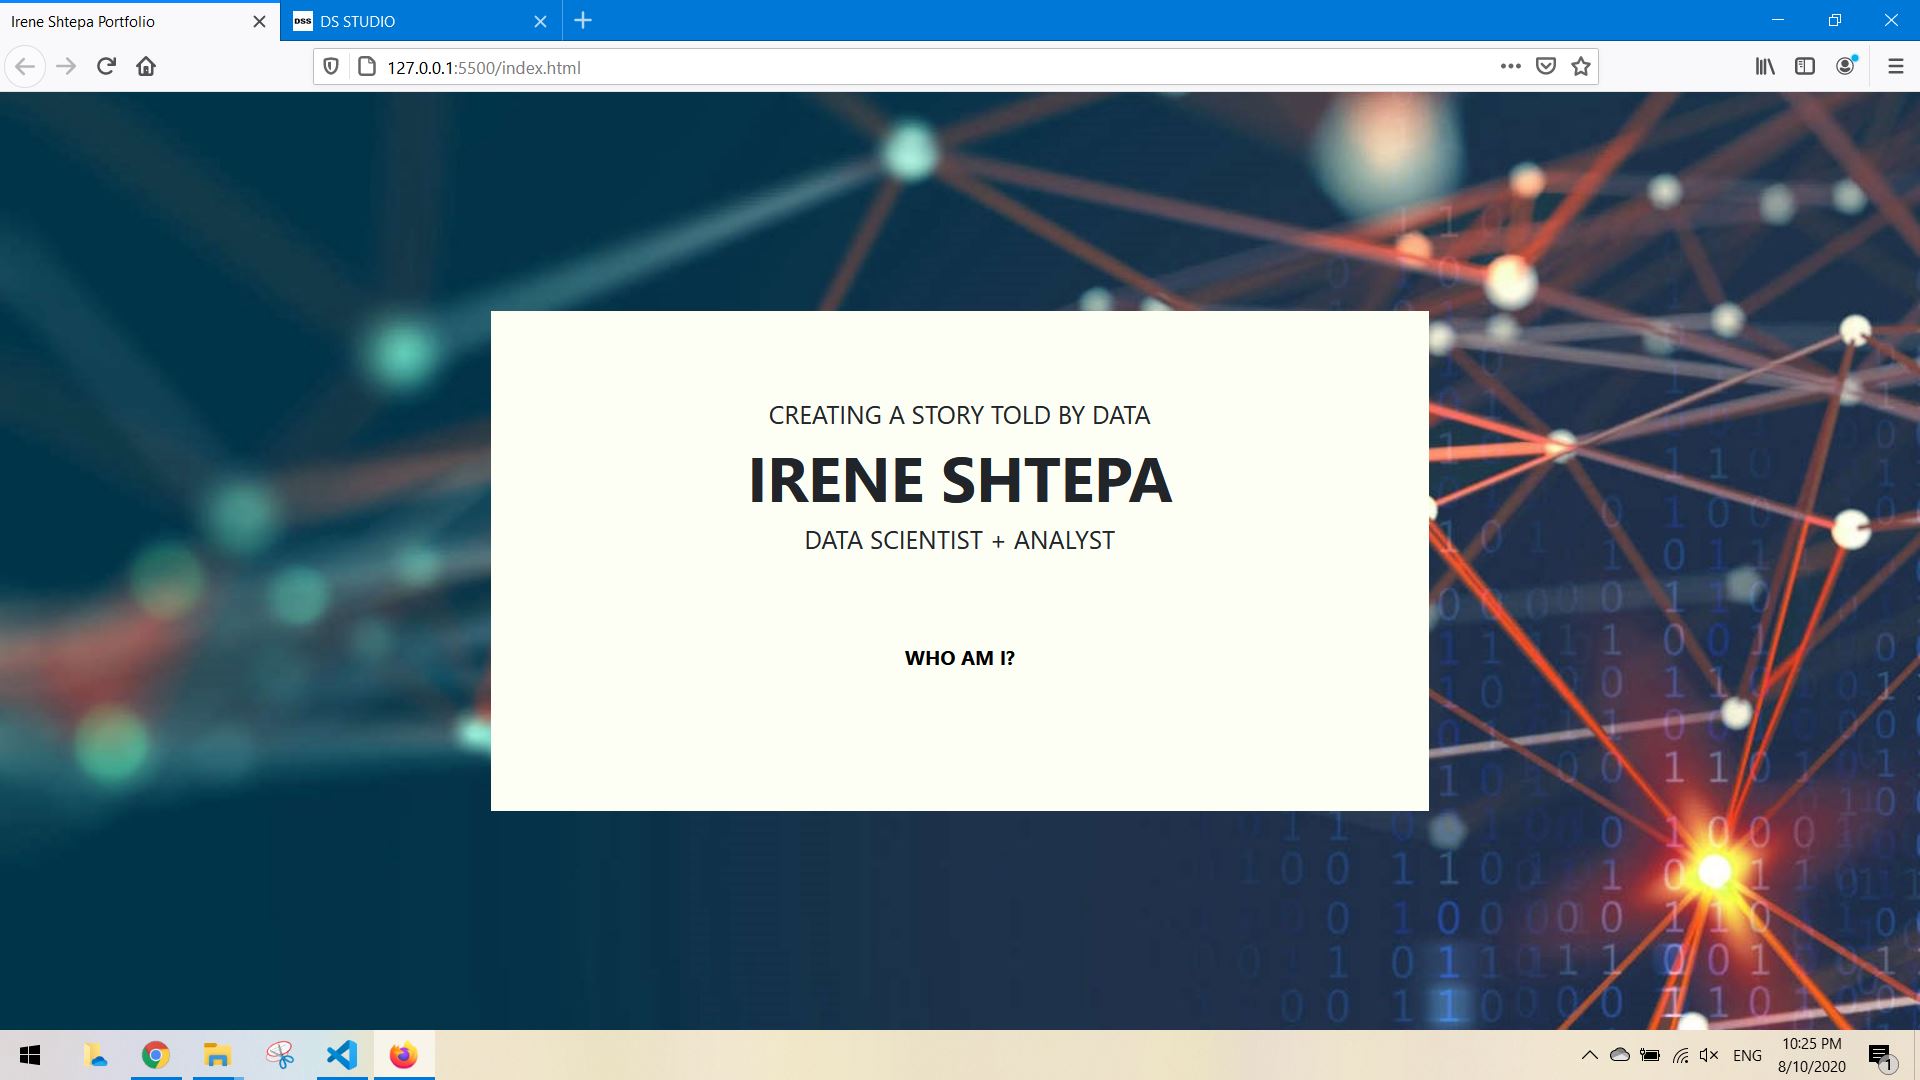 Irene Shtepa Portfolio
DSS DS STUDIO
127.0.0.1:5500/index.html
CREATING A STORY TOLD BY DATA
IRENE SHTEPA
DATA SCIENTIST + ANALYST
WHO AM I?
ENG
10:25 PM
8/10/2020
1